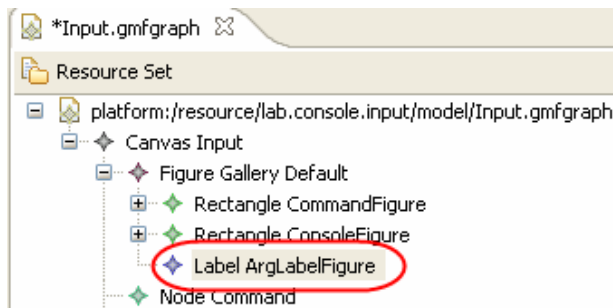 *Input.gmfgraph
Resource Set
platform:/resource/lab.console.input/model/Input.gmfgraph
Canvas Input
Figure Gallery Default
Rectangle CommandFigure
Rectangle ConsoleFigure
Label ArgLabelFigure
Node Command